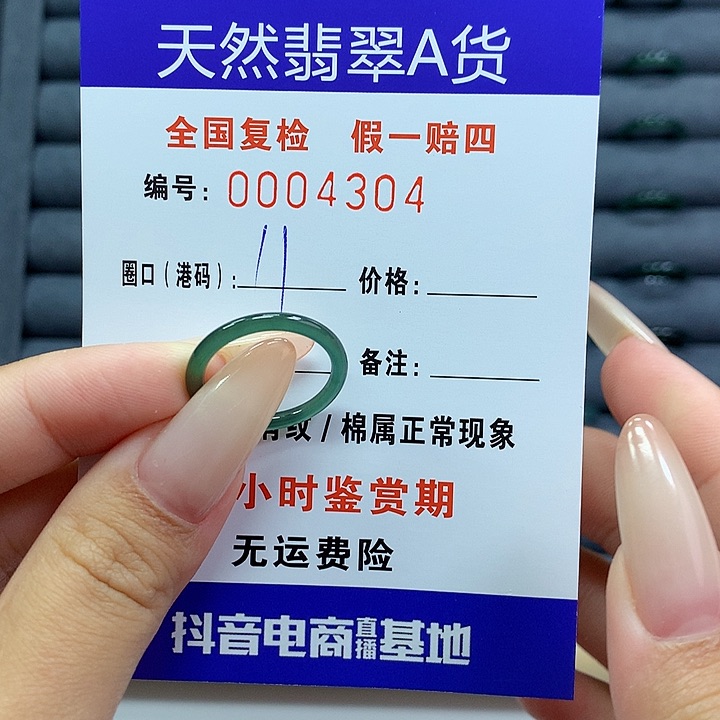 天然翡翠A货
全国复检 假一赔四
编号: 0004304
圈口(港码): 11 价格:
备注:
纹/棉属正常现象
小时鉴赏期
无运费险
抖音电商直播基地